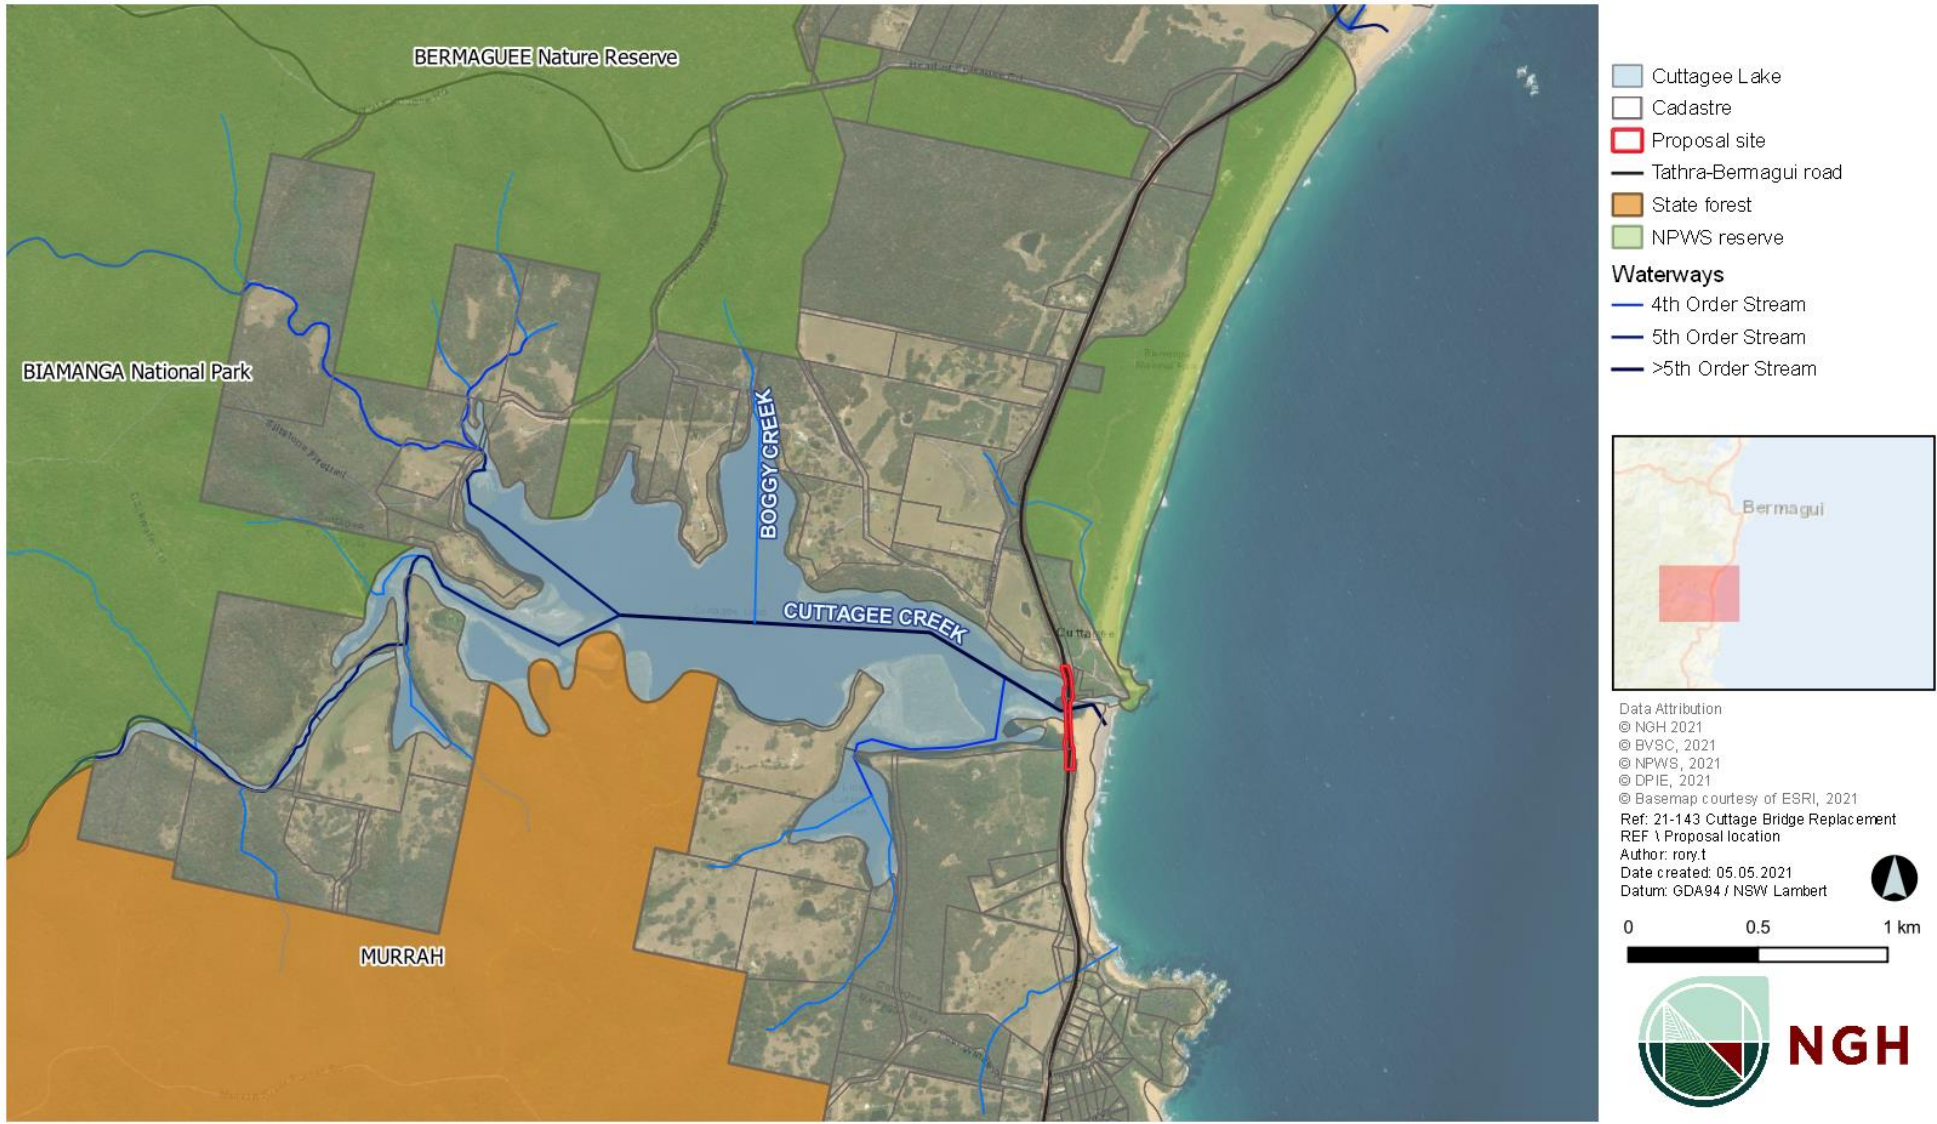 BERMAGUEE Nature Reserve
BIAMANGA National Park
BOGGY CREEK
CUTTAGEE CREEK
Cuttagee
MURRAH
Cuttagee Lake
Cadastre
Proposal site
Tathra-Bermagui road
State forest
NPWS reserve
Waterways
4th Order Stream
5th Order Stream
>5th Order Stream
Bermagui
Data Attribution
© NGH 2021
© BVSC, 2021
© NPWS, 2021
© DPIE, 2021
© Basemap courtesy of ESRI, 2021
Ref: 21-143 Cuttage Bridge Replacement
REF \ Proposal location
Author: rory.t
Date created: 05.05.2021
Datum: GDA94 / NSW Lambert
0 0.5 1 km
NGH